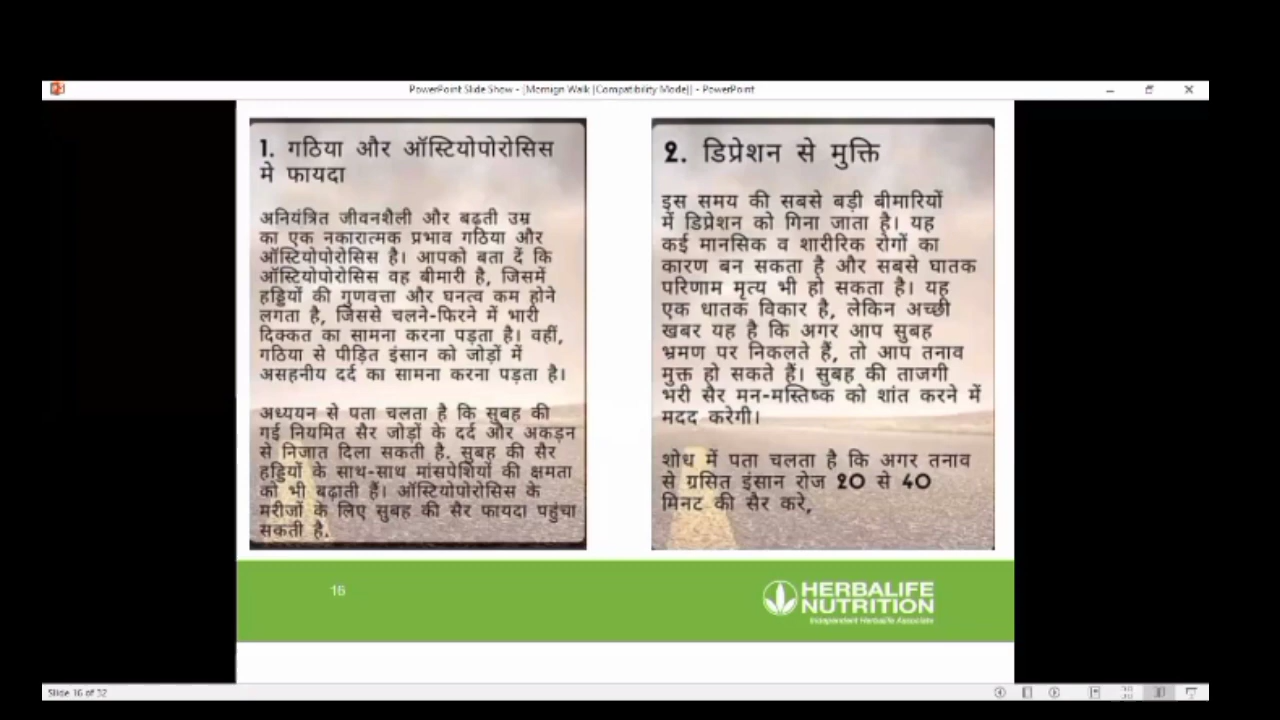 PowerPoint Slide Show - [Mornign Walk [Compatibility Mode]] - PowerPoint
1. गठिया और ऑस्टियोपोरोसिस
मे फायदा
अनियंत्रित जीवनशैली और बढ़ती उम्र
का एक नकारात्मक प्रभाव गठिया और
ऑस्टियोपोरोसिस है। आपको बता दें कि
ऑस्टियोपोरोसिस वह बीमारी है, जिसमें
हड्डियों की गुणवत्ता और घनत्व कम होने
लगता है, जिससे चलने-फिरने में भारी
दिक्कत का सामना करना पड़ता है। वहीं,
गठिया से पीड़ित इंसान को जोड़ों में
असहनीय दर्द का सामना करना पड़ता है।
अध्ययन से पता चलता है कि सुबह की
गई नियमित सैर जोड़ों के दर्द और अकड़न
से निजात दिला सकती है. सुबह की सैर
हड्डियों के साथ-साथ मांसपेशियों की क्षमता
को भी बढ़ाती हैं। ऑस्टियोपोरोसिस के
मरीजों के लिए सुबह की सैर फायदा पहुंचा
सकती है.
2. डिप्रेशन से मुक्ति
इस समय की सबसे बड़ी बीमारियों
में डिप्रेशन को गिना जाता है। यह
कई मानसिक व शारीरिक रोगों का
कारण बन सकता है और सबसे घातक
परिणाम मृत्य भी हो सकता है। यह
एक धातक विकार है, लेकिन अच्छी
खबर यह है कि अगर आप सुबह
भ्रमण पर निकलते हैं, तो आप तनाव
मुक्त हो सकते हैं। सुबह की ताजगी
भरी सैर मन-मस्तिष्क को शांत करने में
मदद करेगी।
शोध में पता चलता है कि अगर तनाव
से ग्रसित इंसान रोज 20 से 40
मिनट की सैर करे,
16
HERBALIFE
NUTRITION
Independent Herbalife Associate
Slide 16 of 32